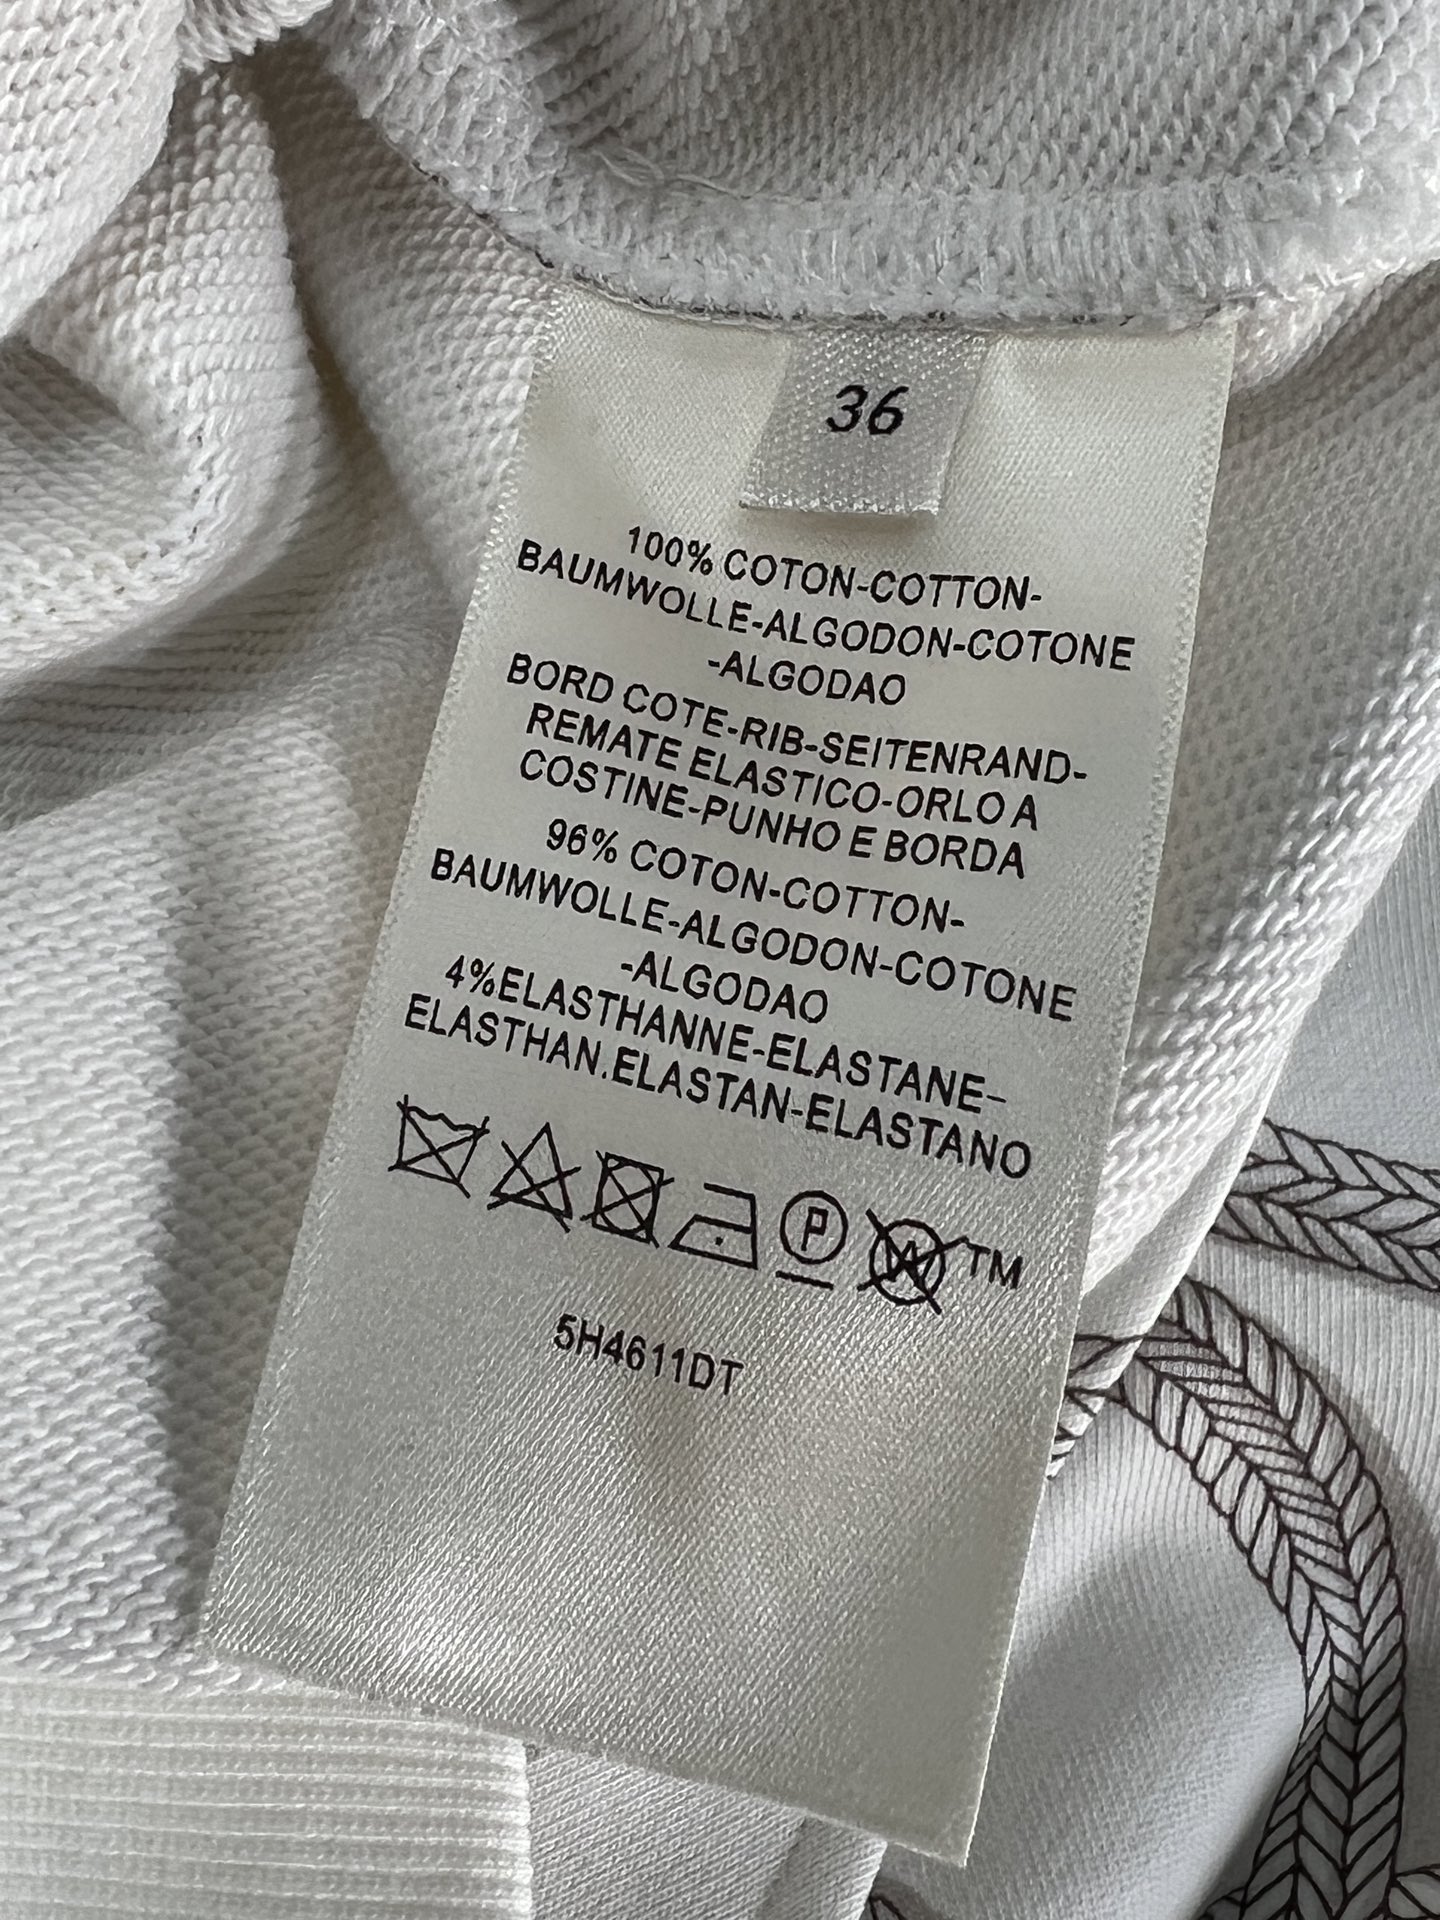 36
100% COTON-COTTON-
BAUMWOLLE-ALGODON-COTONE
-ALGODAO
BORD COTE-RIB-SEITENRAND-
REMATE ELASTICO-ORLO A
COSTINE-PUNHO E BORDA
96% COTON-COTTON-
BAUMWOLLE-ALGODON-COTONE
-ALGODAO
4%ELASTHANNE-ELASTANE-
ELASTHAN.ELASTAN-ELASTANO
P W TM
5H4611DT